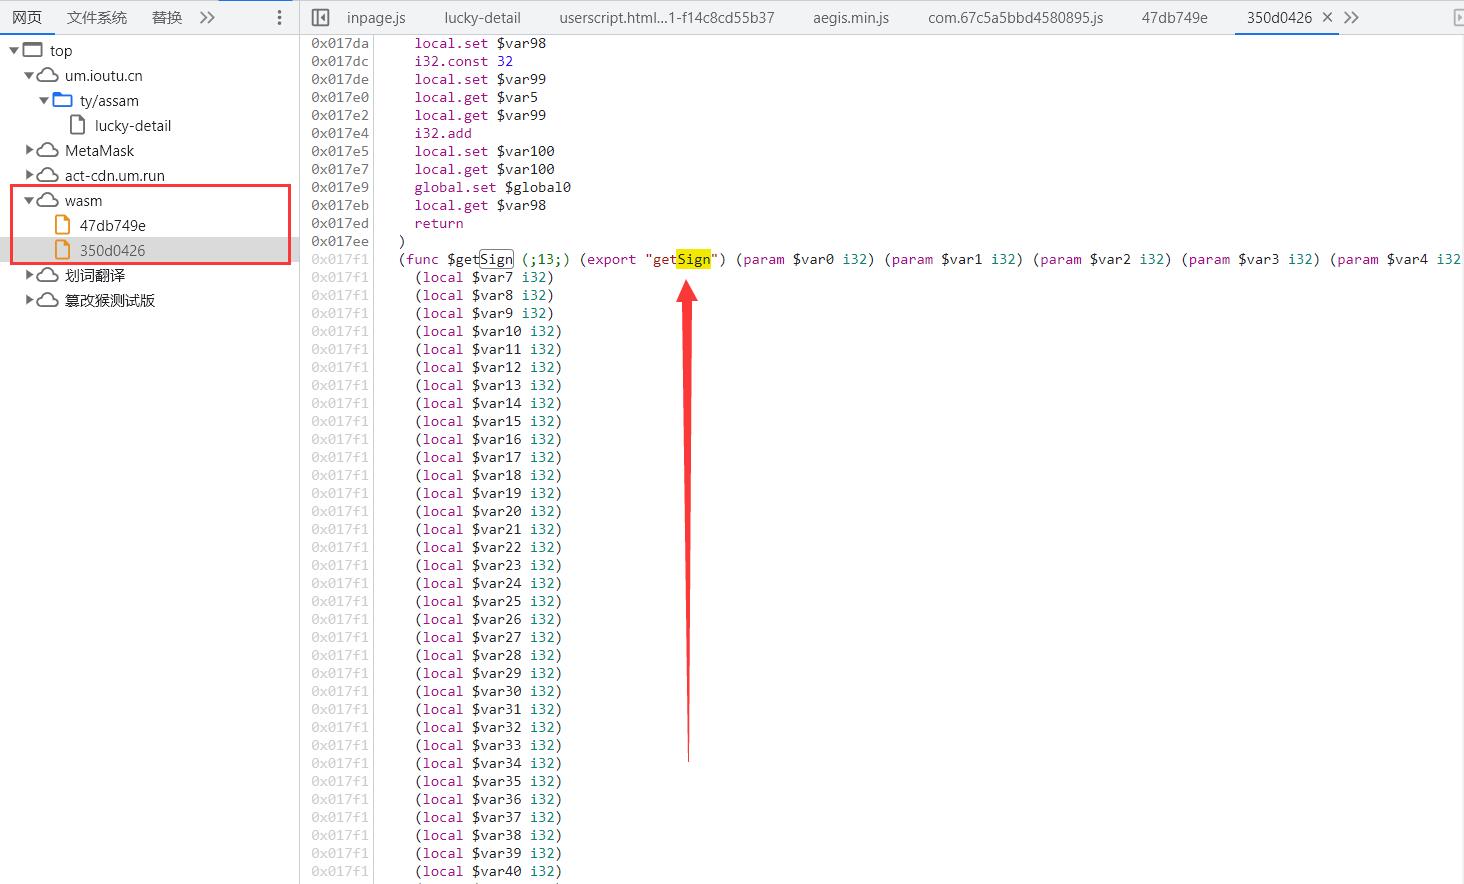 网页 文件系统 替换 inpage.js lucky-detail userscript.html...1-f14c8cd55b37 aegis.min.js com.67c5a5bbd4580895.js 47db749e 350d0426
top
um.ioutu.cn
ty/assam
lucky-detail
MetaMask
act-cdn.um.run
wasm
47db749e
350d0426
划词翻译
篡改猴测试版
0x017da local.set $var98
0x017dc i32.const 32
0x017de local.set $var99
0x017e0 local.get $var5
0x017e2 local.get $var99
0x017e4 i32.add
0x017e5 local.set $var100
0x017e7 local.get $var100
0x017e9 global.set $global0
0x017eb local.get $var98
0x017ed return
0x017ee )
0x017f1 (func $getSign (;13;) (export "getSign") (param $var0 i32) (param $var1 i32) (param $var2 i32) (param $var3 i32) (param $var4 i32
0x017f1 (local $var7 i32)
0x017f1 (local $var8 i32)
0x017f1 (local $var9 i32)
0x017f1 (local $var10 i32)
0x017f1 (local $var11 i32)
0x017f1 (local $var12 i32)
0x017f1 (local $var13 i32)
0x017f1 (local $var14 i32)
0x017f1 (local $var15 i32)
0x017f1 (local $var16 i32)
0x017f1 (local $var17 i32)
0x017f1 (local $var18 i32)
0x017f1 (local $var19 i32)
0x017f1 (local $var20 i32)
0x017f1 (local $var21 i32)
0x017f1 (local $var22 i32)
0x017f1 (local $var23 i32)
0x017f1 (local $var24 i32)
0x017f1 (local $var25 i32)
0x017f1 (local $var26 i32)
0x017f1 (local $var27 i32)
0x017f1 (local $var28 i32)
0x017f1 (local $var29 i32)
0x017f1 (local $var30 i32)
0x017f1 (local $var31 i32)
0x017f1 (local $var32 i32)
0x017f1 (local $var33 i32)
0x017f1 (local $var34 i32)
0x017f1 (local $var35 i32)
0x017f1 (local $var36 i32)
0x017f1 (local $var37 i32)
0x017f1 (local $var38 i32)
0x017f1 (local $var39 i32)
0x017f1 (local $var40 i32)